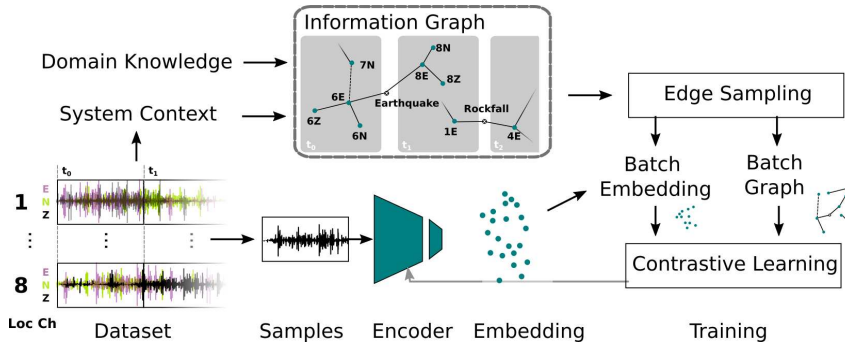 Information Graph
Domain Knowledge
System Context
7N
8N
8E
8Z
6E
Earthquake
6Z
6N
Rockfall
1E
4E
t0
t1
t2
Edge Sampling
Batch
Embedding
Batch
Graph
Contrastive Learning
t0
t1
1
E
N
Z
8
E
N
Z
Loc Ch
Dataset
Samples
Encoder
Embedding
Training